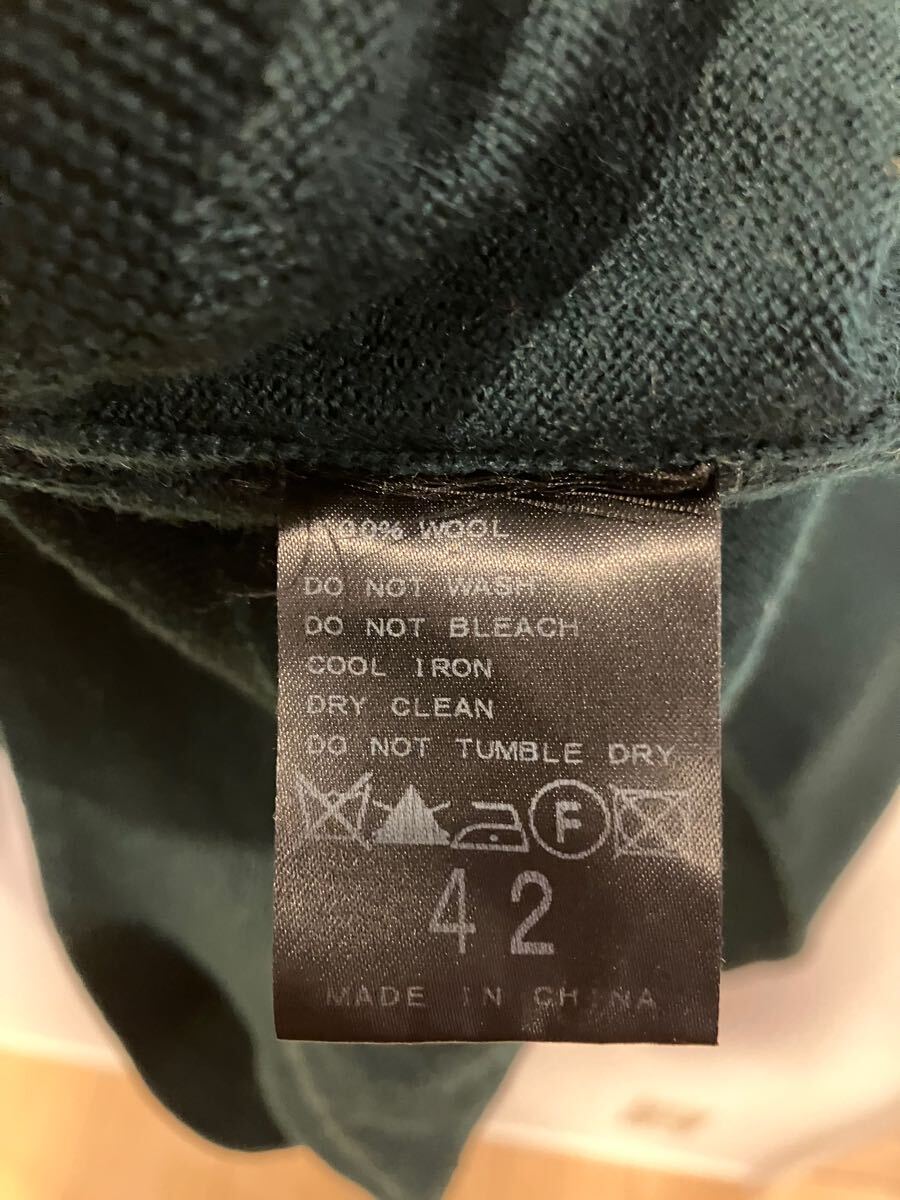 WOOL
DO NOT WASH
DO NOT BLEACH
COOL IRON
DRY CLEAN
DO NOT TUMBLE DRY
F
42
MADE IN CHINA